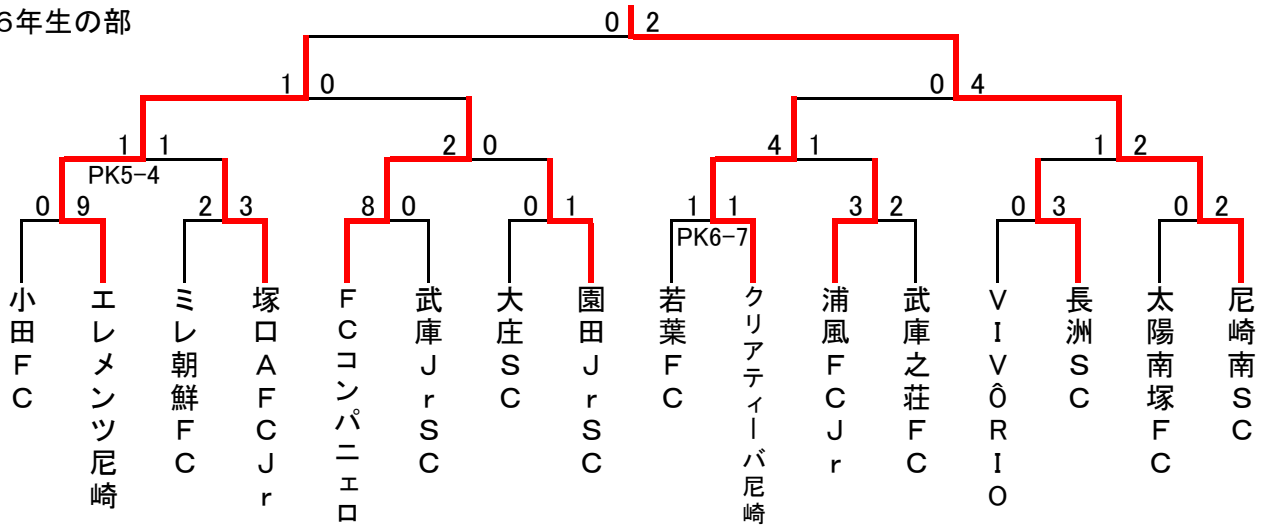 6年生の部
0 2
1 0
0 4
1 1
PK5-4
2 0
4 1
1 2
0 9
2 3
8 0
0 1
1 1
PK6-7
3 2
0 3
0 2
小田FC
エレメンツ尼崎
ミレ朝鮮FC
塚口AFCJr
FCコンパニエロ
武庫JrSC
大庄SC
園田JrSC
若葉FC
クリアティーバ尼崎
浦風FCJr
武庫之荘FC
VIVÔRIO
長洲SC
太陽南塚FC
尼崎南SC